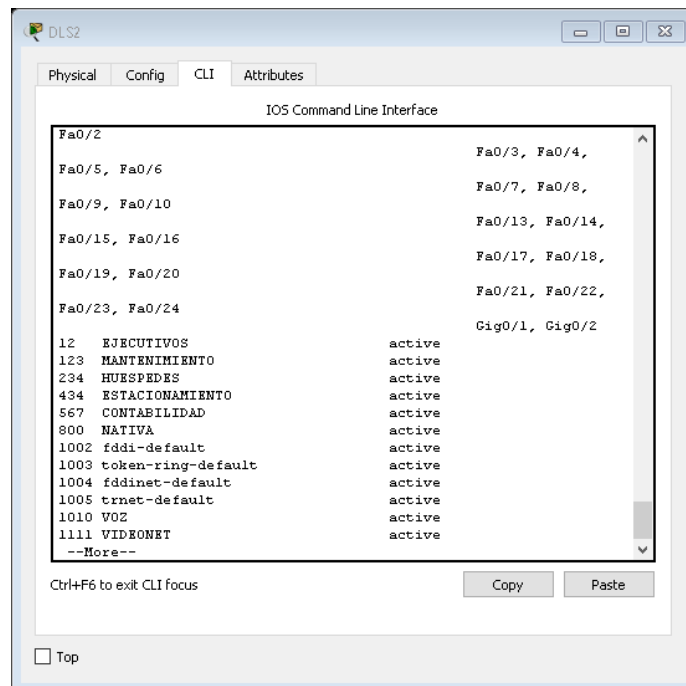 DLS2
Physical Config CLI Attributes
IOS Command Line Interface
Fa0/2
Fa0/3, Fa0/4,
Fa0/5, Fa0/6
Fa0/7, Fa0/8,
Fa0/9, Fa0/10
Fa0/13, Fa0/14,
Fa0/15, Fa0/16
Fa0/17, Fa0/18,
Fa0/19, Fa0/20
Fa0/21, Fa0/22,
Fa0/23, Fa0/24
Gig0/1, Gig0/2
12 EJECUTIVOS active
123 MANTENIMIENTO active
234 HUESPEDES active
434 ESTACIONAMIENTO active
567 CONTABILIDAD active
800 NATIVA active
1002 fddi-default active
1003 token-ring-default active
1004 fddinet-default active
1005 trnet-default active
1010 VOZ active
1111 VIDEONET active
--More--
Ctrl+F6 to exit CLI focus Copy Paste
Top